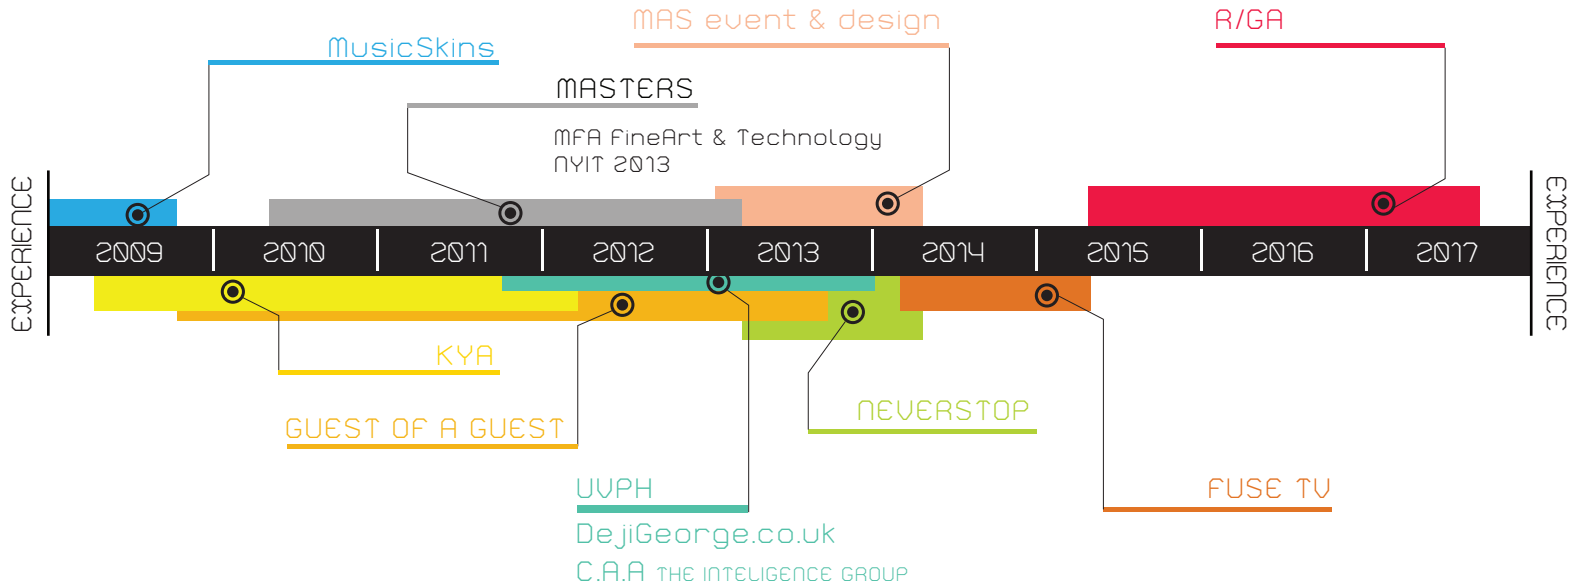 MAS event & design
R/GA
MusicSkins
MASTERS
MFA FineArt & Technology
NYIT 2013
EXPERIENCE
2009 2010 2011 2012 2013 2014 2015 2016 2017
EXPERIENCE
KYA
GUEST OF A GUEST
NEVERSTOP
UVPH
FUSE TV
DejiGeorge.co.uk
C.A.A THE INTELIGENCE GROUP